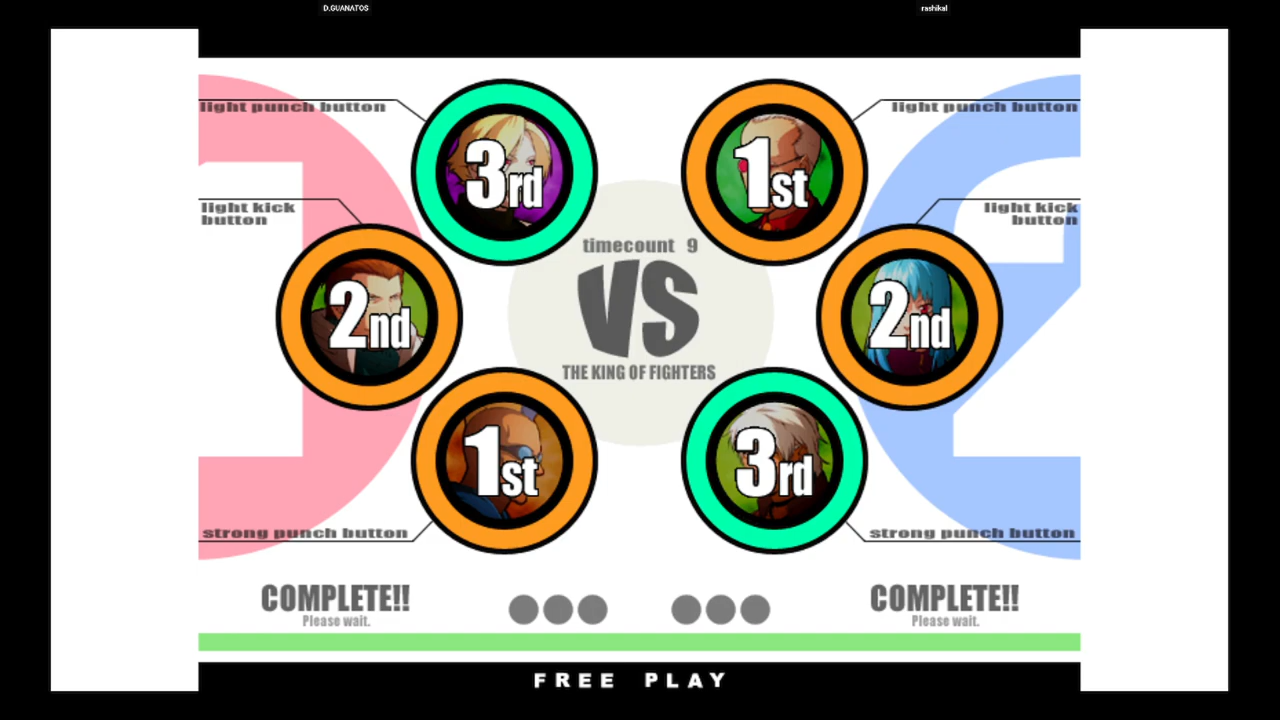 D.GUANATOS
rashikal
light punch button
light punch button
3rd
1st
light kick
button
light kick
button
timecount 9
VS
THE KING OF FIGHTERS
2nd
2nd
1st
3rd
strong punch button
strong punch button
COMPLETE!!
Please wait.
COMPLETE!!
Please wait.
FREE PLAY